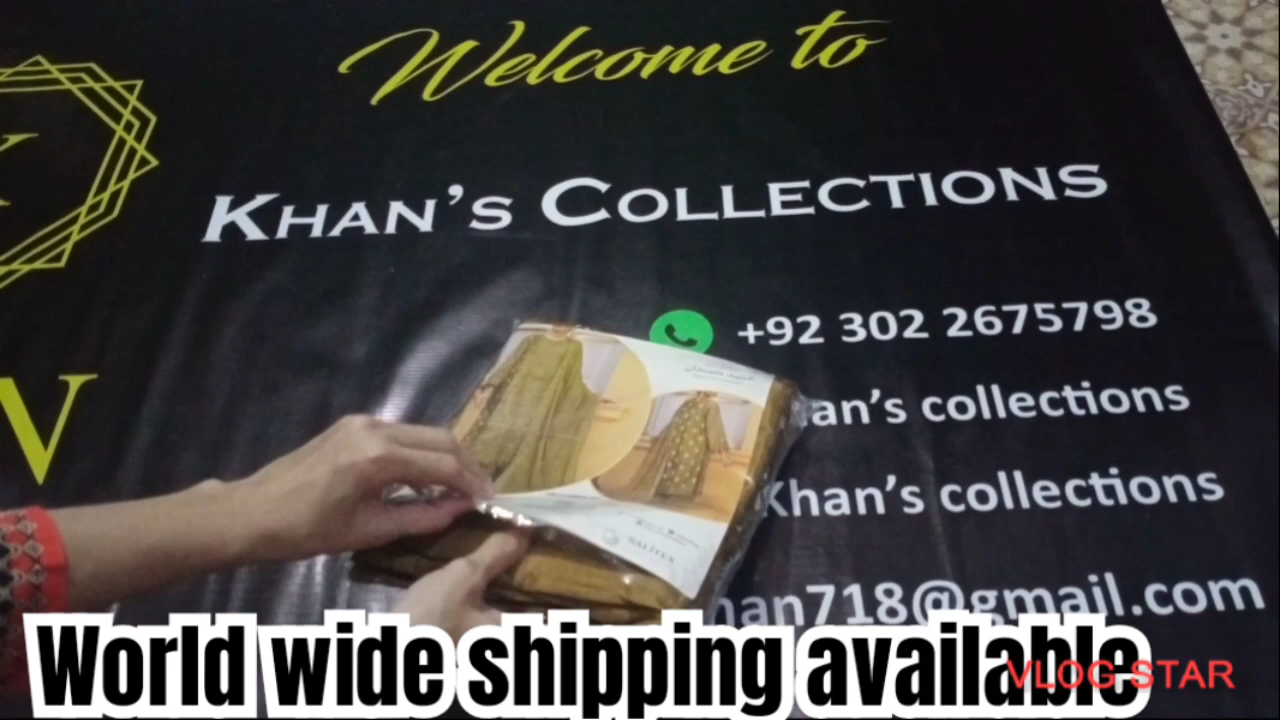 Welcome to
KHAN'S COLLECTIONS
+92 302 2675798
an's collections
Khan's collections
han718@gmail.com
SALITEX
World wide shipping available
VLOG STAR